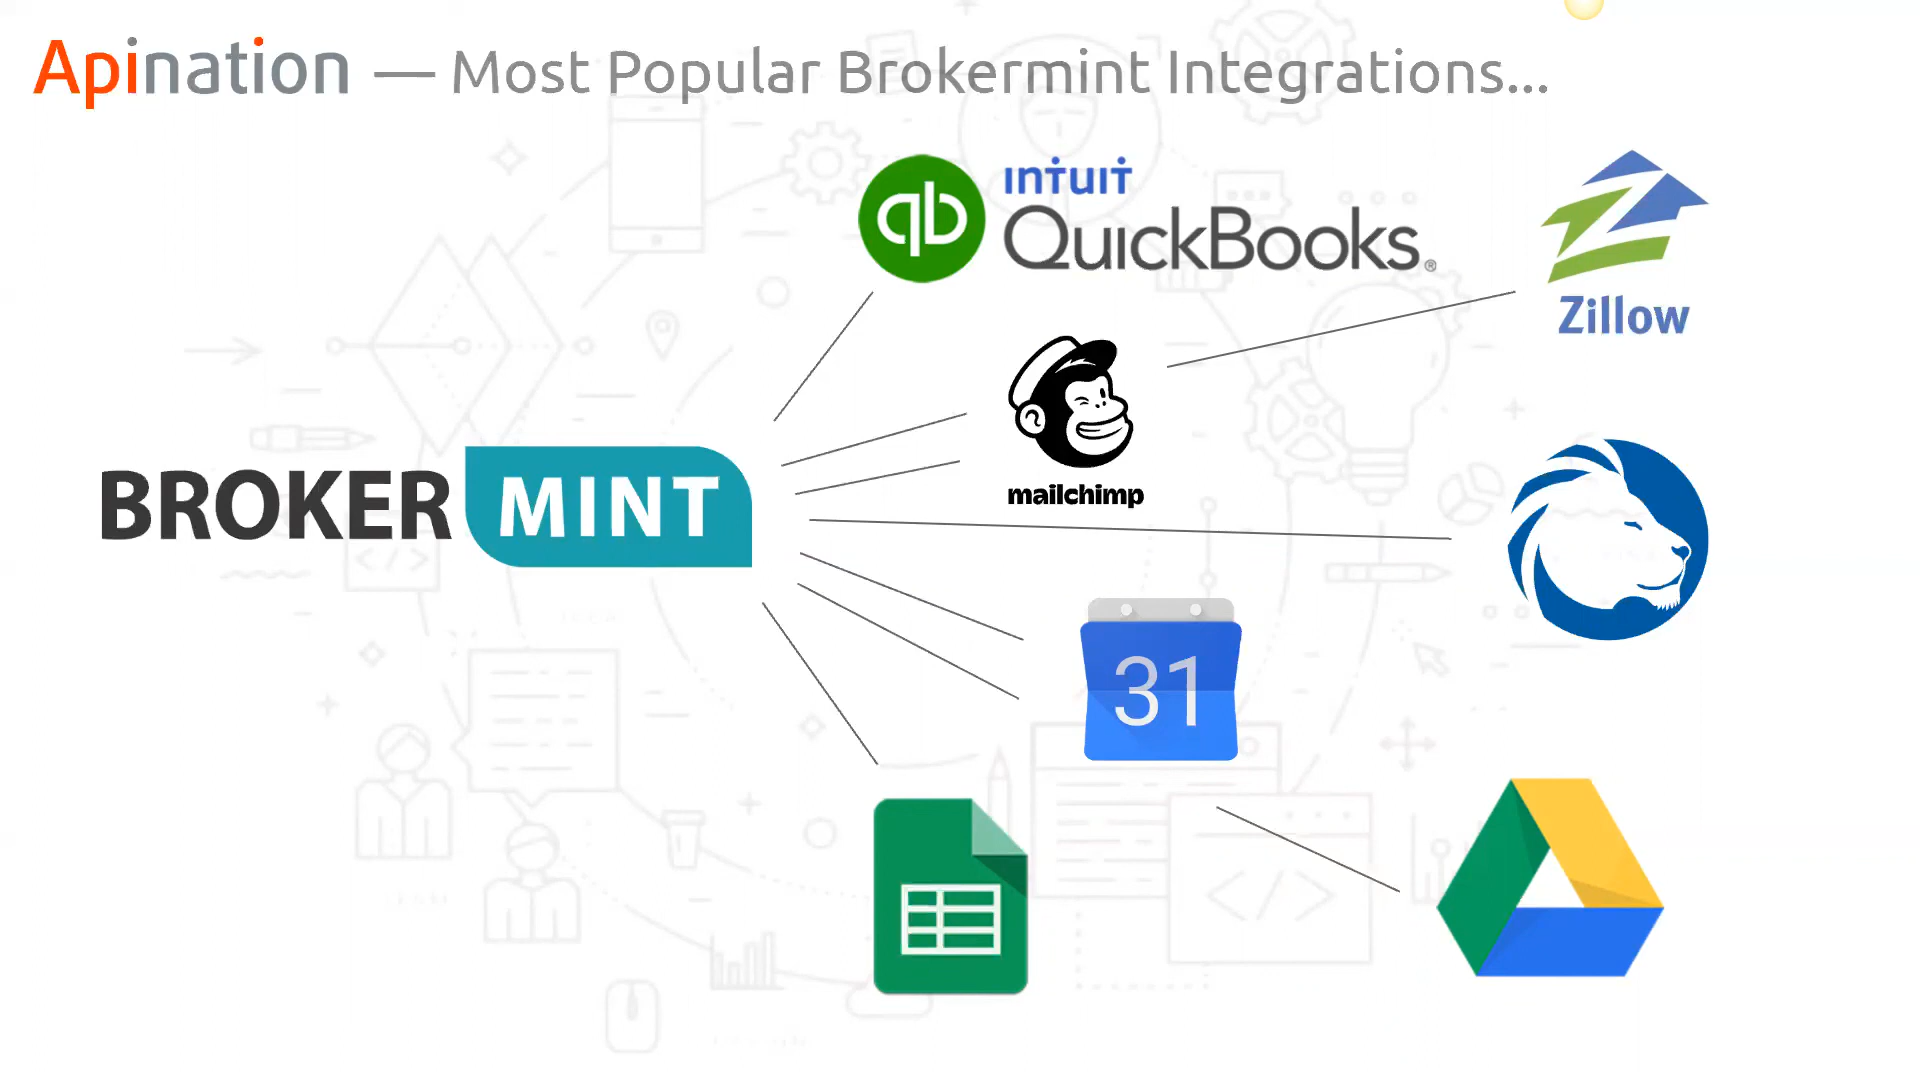 Apination — Most Popular Brokermint Integrations...
intuit
QuickBooks®
Zillow
mailchimp
BROKER MINT
31